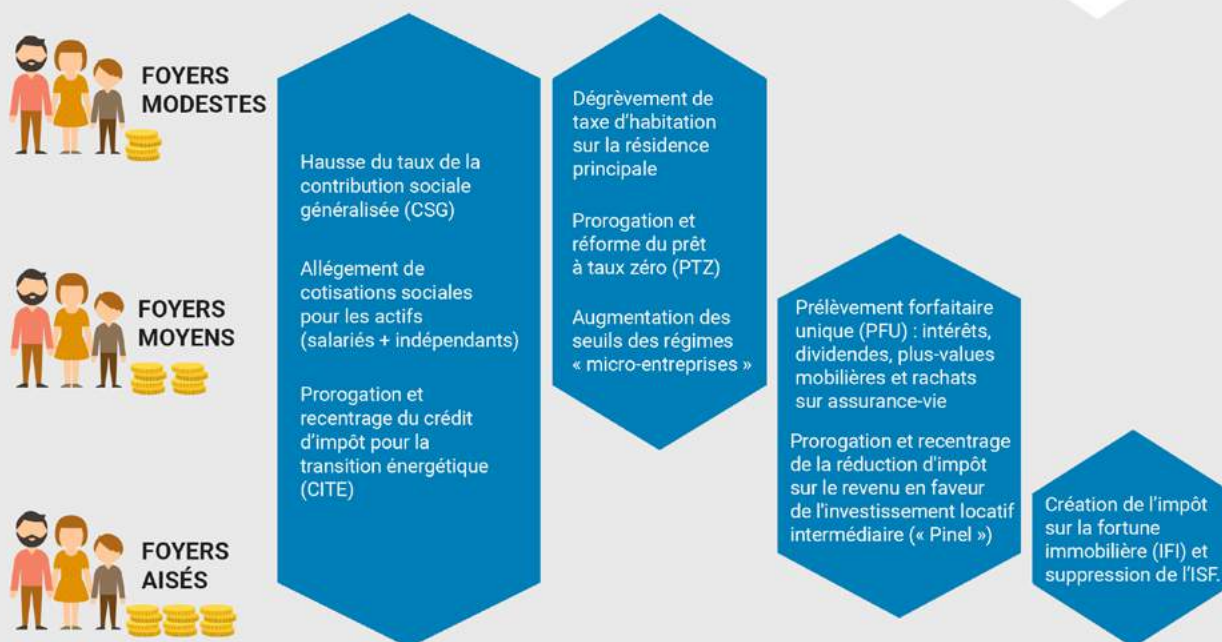 FOYERS
MODESTES
Hausse du taux de la
contribution sociale
généralisée (CSG)
Allégement de
cotisations sociales
pour les actifs
(salariés + indépendants)
Prorogation et
recentrage du crédit
d'impôt pour la
transition énergétique
(CITE)
Dégrèvement de
taxe d'habitation
sur la résidence
principale
Prorogation et
réforme du prêt
à taux zéro (PTZ)
Augmentation des
seuils des régimes
« micro-entreprises »
FOYERS
MOYENS
Prélèvement forfaitaire
unique (PFU) : intérêts,
dividendes, plus-values
mobilières et rachats
sur assurance-vie
Prorogation et recentrage
de la réduction d'impôt
sur le revenu en faveur
de l'investissement locatif
intermédiaire (« Pinel »)
FOYERS
AISÉS
Création de l'impôt
sur la fortune
immobilière (IFI) et
suppression de l'ISF.